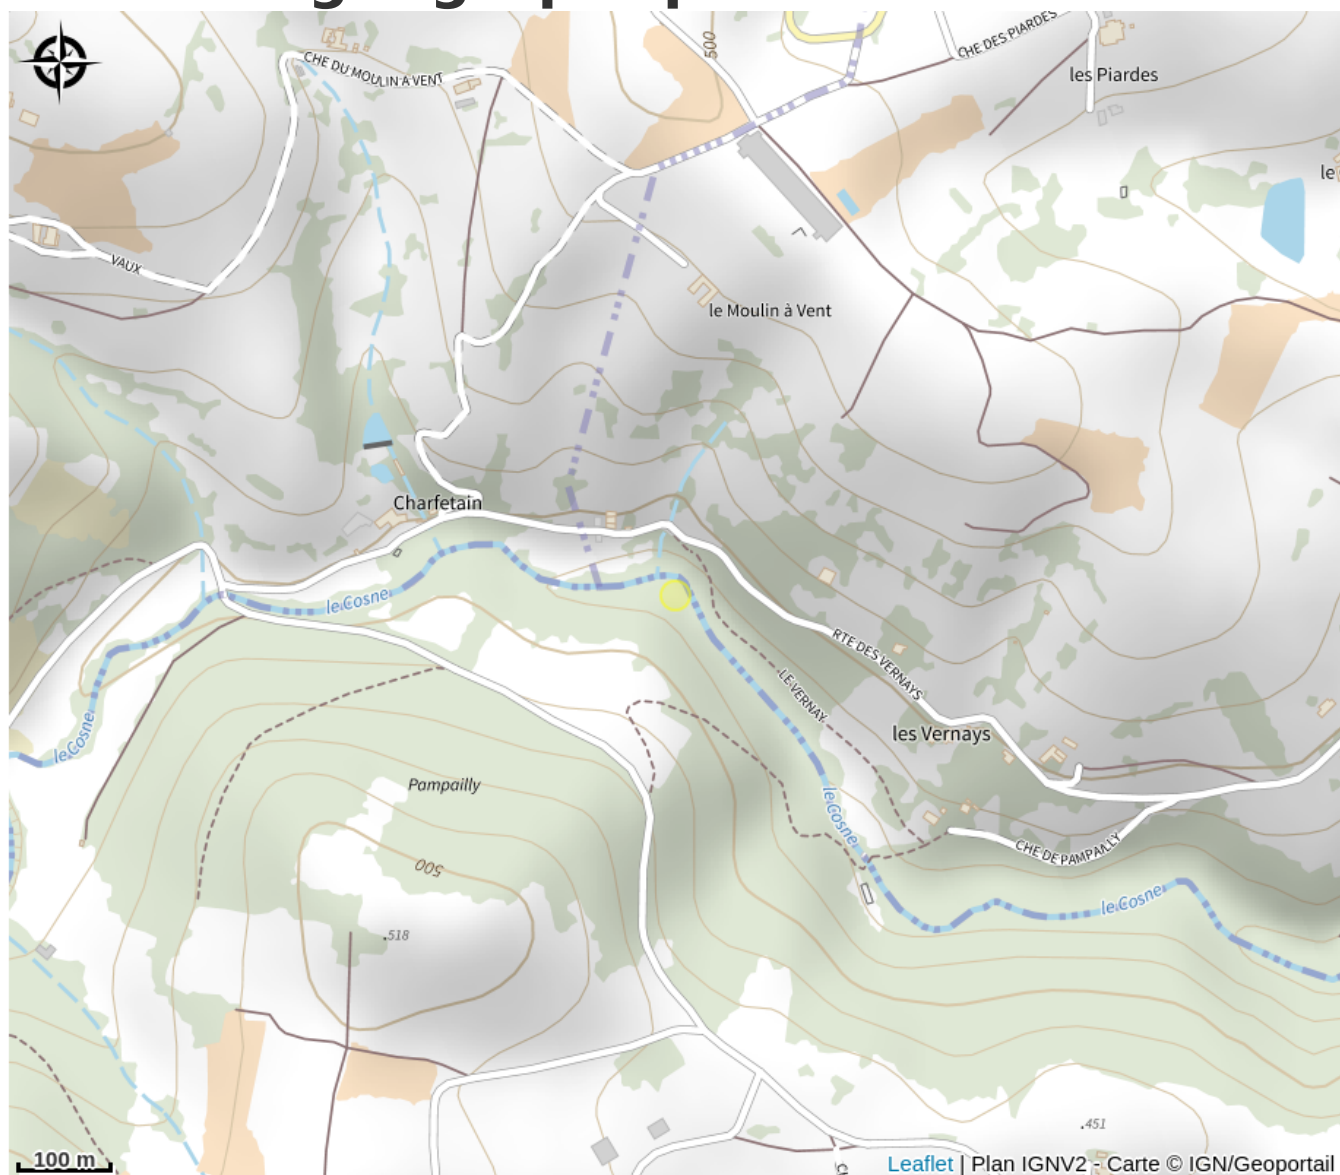 CHE DU MOULIN A VENT
500
CHE DES PIARDES
les Piardes
le
VAUX
le Moulin à Vent
Charfetain
le Cosne
RTE DES VERNAYS
LE VERNAY
les Vernays
le Cosne
Pampailly
le Cosne
CHE DE PAMPAILLY
500
le Cosne
.518
.451
100 m
Leaflet | Plan IGNV2 - Carte © IGN/Geoportail